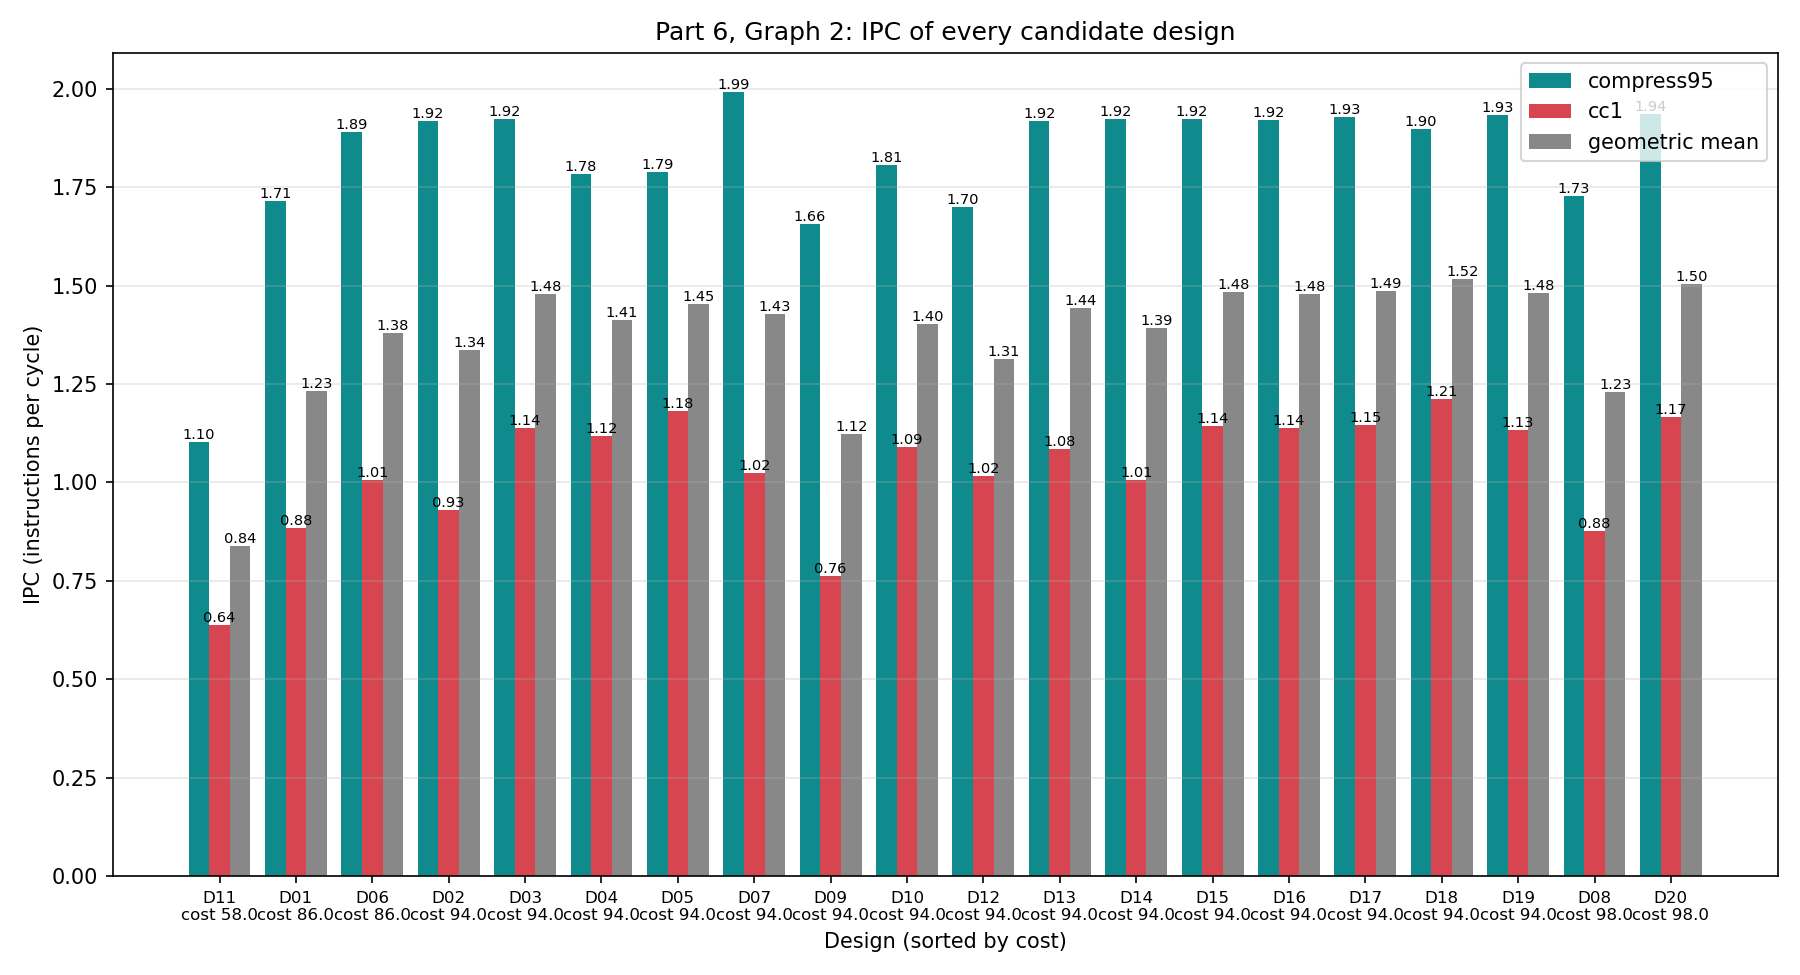 Part 6, Graph 2: IPC of every candidate design
compress95
cc1
geometric mean
IPC (instructions per cycle)
2.00
1.75
1.50
1.25
1.00
0.75
0.50
0.25
0.00
1.10 0.64 0.84
1.71 0.88 1.23
1.89 1.01 1.38
1.92 0.93 1.34
1.92 1.14 1.48
1.78 1.12 1.41
1.79 1.18 1.45
1.99 1.02 1.43
1.66 0.76 1.12
1.81 1.09 1.40
1.70 1.02 1.31
1.92 1.08 1.44
1.92 1.01 1.39
1.92 1.14 1.48
1.92 1.14 1.48
1.93 1.15 1.49
1.90 1.21 1.52
1.93 1.13 1.48
1.73 0.88 1.23
1.94 1.17 1.50
D11 D01 D06 D02 D03 D04 D05 D07 D09 D10 D12 D13 D14 D15 D16 D17 D18 D19 D08 D20
cost 58.0 cost 86.0 cost 86.0 cost 94.0 cost 94.0 cost 94.0 cost 94.0 cost 94.0 cost 94.0 cost 94.0 cost 94.0 cost 94.0 cost 94.0 cost 94.0 cost 94.0 cost 94.0 cost 94.0 cost 94.0 cost 98.0 cost 98.0
Design (sorted by cost)